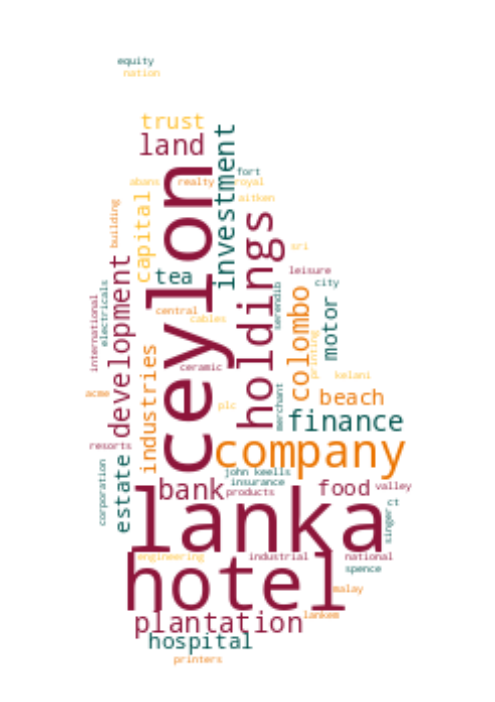 equity
nation
trust
land
investment
fort
abans
realty
royal
ceylon
aitken
capital
building
holdings
sri
development
tea
leisure
city
electricals
international
serendib
colombo
motor
central
cables
printing
industries
ceramic
kelani
acme
plc
merchant
beach
finance
company
resorts
estate
corporation
john keells
insurance
bank
products
food
valley
lanka
ct
singer
engineering
industrial
national
hotel
spence
malay
plantation
lankem
hospital
printers